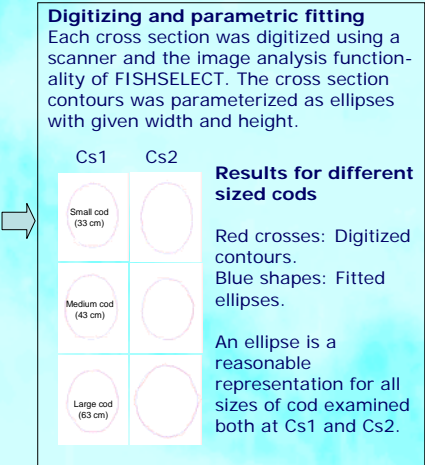 Digitizing and parametric fitting
Each cross section was digitized using a
scanner and the image analysis function-
ality of FISHSELECT. The cross section
contours was parameterized as ellipses
with given width and height.
Cs1 Cs2
Small cod
(33 cm)
Medium cod
(43 cm)
Large cod
(63 cm)
Results for different
sized cods
Red crosses: Digitized
contours.
Blue shapes: Fitted
ellipses.
An ellipse is a
reasonable
representation for all
sizes of cod examined
both at Cs1 and Cs2.